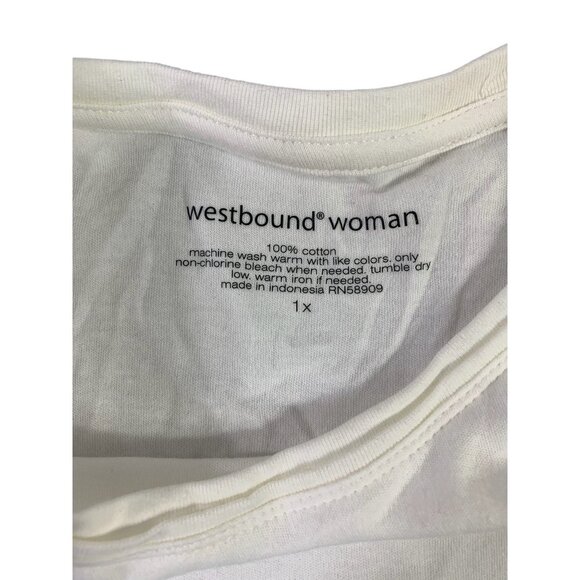 westbound® woman
100% cotton
machine wash warm with like colors. only
non-chlorine bleach when needed. tumble dry
low. warm iron if needed.
made in indonesia RN58909
1x